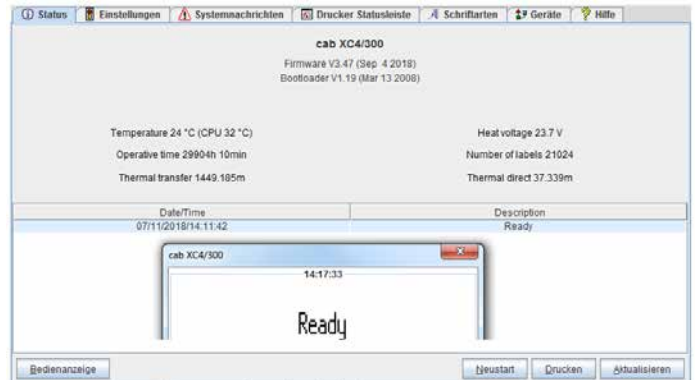 Status Einstellungen Systemnachrichten Drucker Statusleiste Schriftarten Geräte Hilfe
cab XC4/300
Firmware V3.47 (Sep 4 2018)
Bootloader V1.19 (Mar 13 2008)
Temperature 24 °C (CPU 32 °C) Heat voltage 23.7 V
Operative time 29904h 10min Number of labels 21024
Thermal transfer 1449.185m Thermal direct 37.339m
Date/Time Description
07/11/2018/14:11:42 Ready
cab XC4/300
14:17:33
Ready
Bedienanzeige Neustart Drucken Aktualisieren